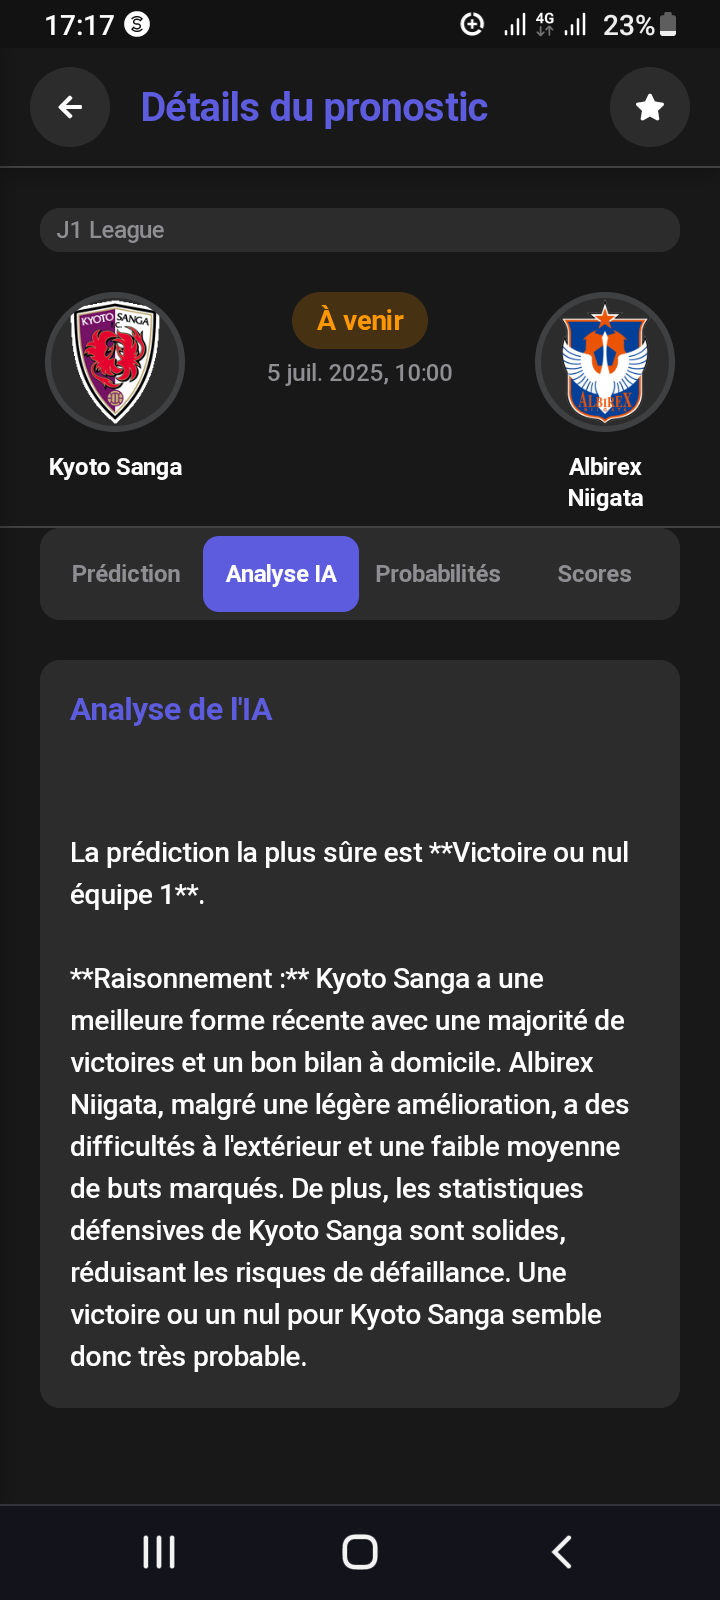 17:17
4G
23%
Détails du pronostic
J1 League
KYOTO SANGA
F.C.
À venir
5 juil. 2025, 10:00
ALBIREX
Kyoto Sanga
Albirex
Niigata
Prédiction
Analyse IA
Probabilités
Scores
Analyse de l'IA
La prédiction la plus sûre est **Victoire ou nul
équipe 1**.
**Raisonnement :** Kyoto Sanga a une
meilleure forme récente avec une majorité de
victoires et un bon bilan à domicile. Albirex
Niigata, malgré une légère amélioration, a des
difficultés à l'extérieur et une faible moyenne
de buts marqués. De plus, les statistiques
défensives de Kyoto Sanga sont solides,
réduisant les risques de défaillance. Une
victoire ou un nul pour Kyoto Sanga semble
donc très probable.